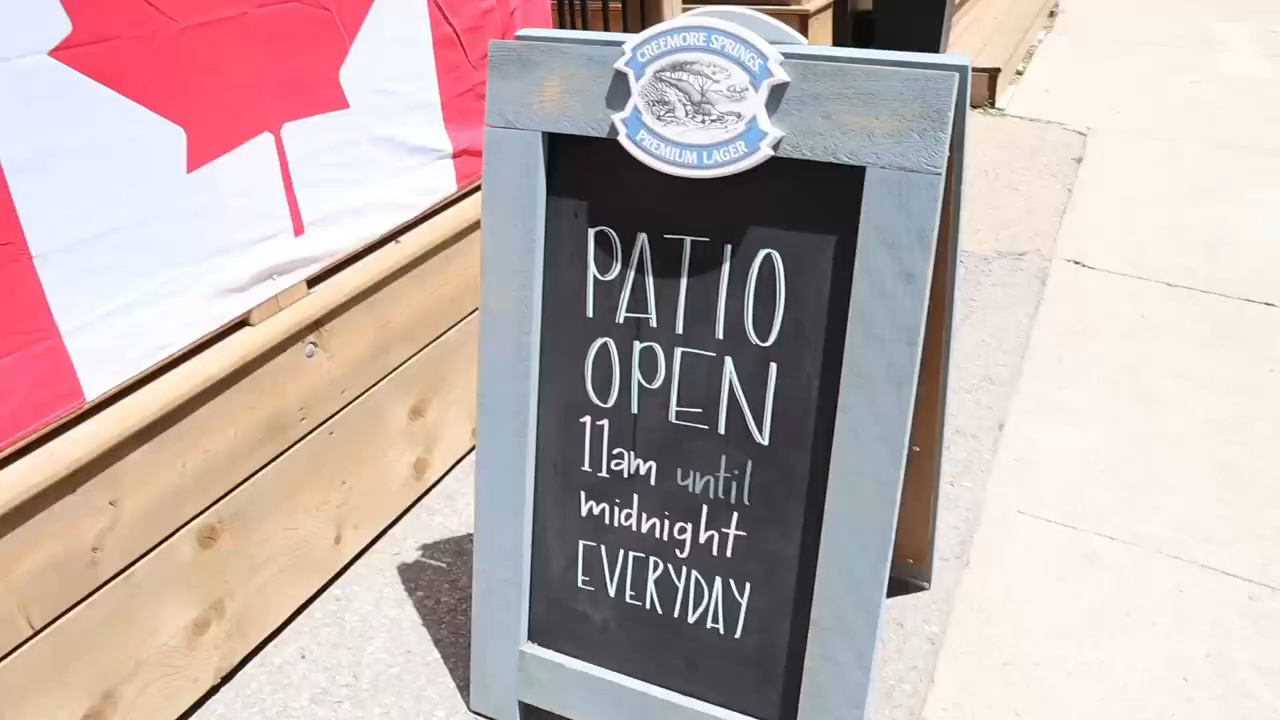 CREEMORE SPRINGS
PREMIUM LAGER
PATIO
OPEN
11am until
midnight
EVERYDAY